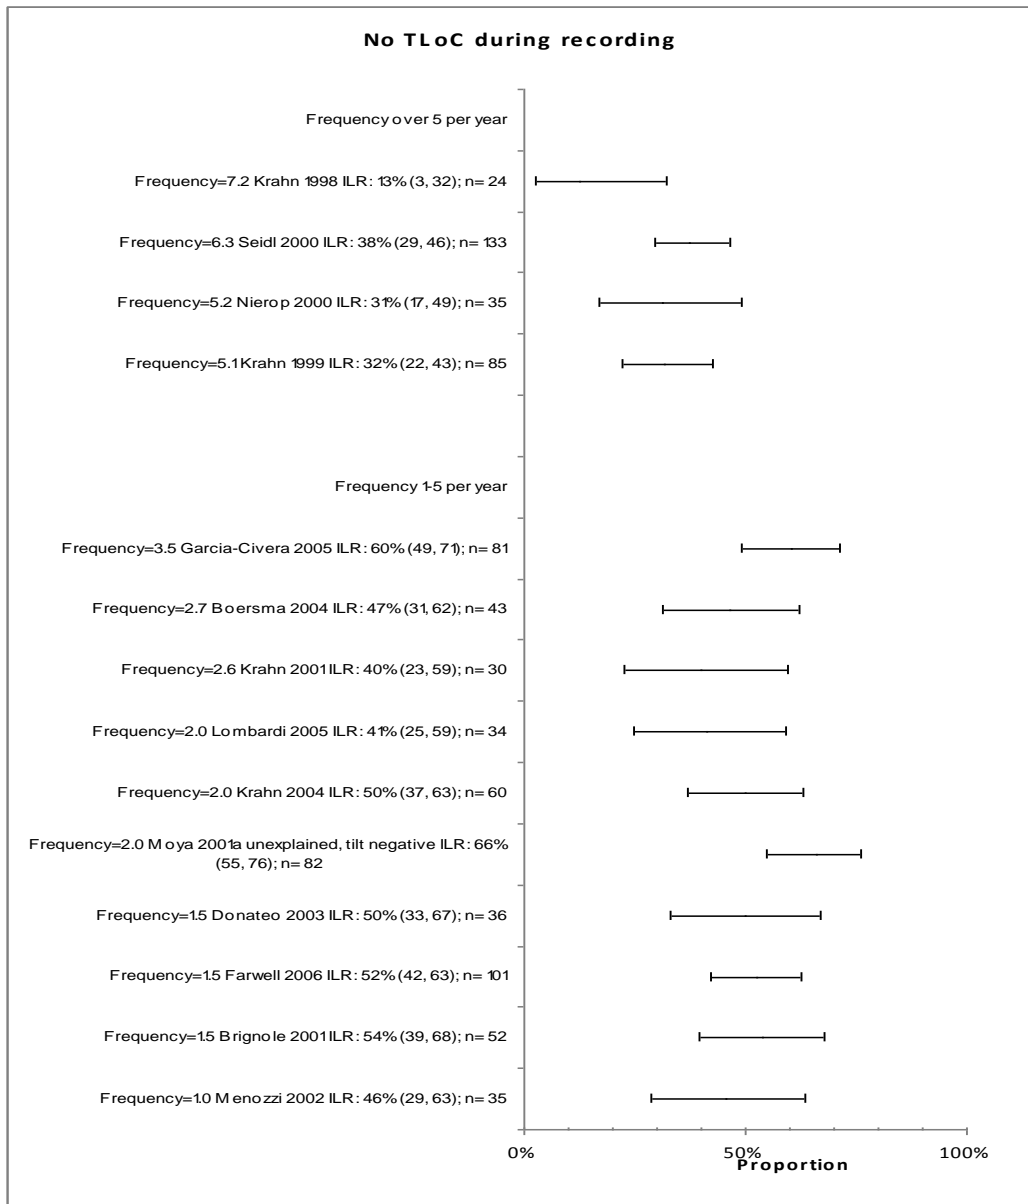 No TLoC during recording
Frequency over 5 per year
Frequency=7.2 Krahn 1998 ILR: 13% (3, 32); n= 24
Frequency=6.3 Seidl 2000 ILR: 38% (29, 46); n= 133
Frequency=5.2 Nierop 2000 ILR: 31% (17, 49); n= 35
Frequency=5.1 Krahn 1999 ILR: 32% (22, 43); n= 85
Frequency 1-5 per year
Frequency=3.5 Garcia-Civera 2005 ILR: 60% (49, 71); n= 81
Frequency=2.7 Boersma 2004 ILR: 47% (31, 62); n= 43
Frequency=2.6 Krahn 2001 ILR: 40% (23, 59); n= 30
Frequency=2.0 Lombardi 2005 ILR: 41% (25, 59); n= 34
Frequency=2.0 Krahn 2004 ILR: 50% (37, 63); n= 60
Frequency=2.0 Moya 2001a unexplained, tilt negative ILR: 66%
(55, 76); n= 82
Frequency=1.5 Donateo 2003 ILR: 50% (33, 67); n= 36
Frequency=1.5 Farwell 2006 ILR: 52% (42, 63); n= 101
Frequency=1.5 Brignole 2001 ILR: 54% (39, 68); n= 52
Frequency=1.0 Menozzi 2002 ILR: 46% (29, 63); n= 35
0% 50% 100%
Proportion